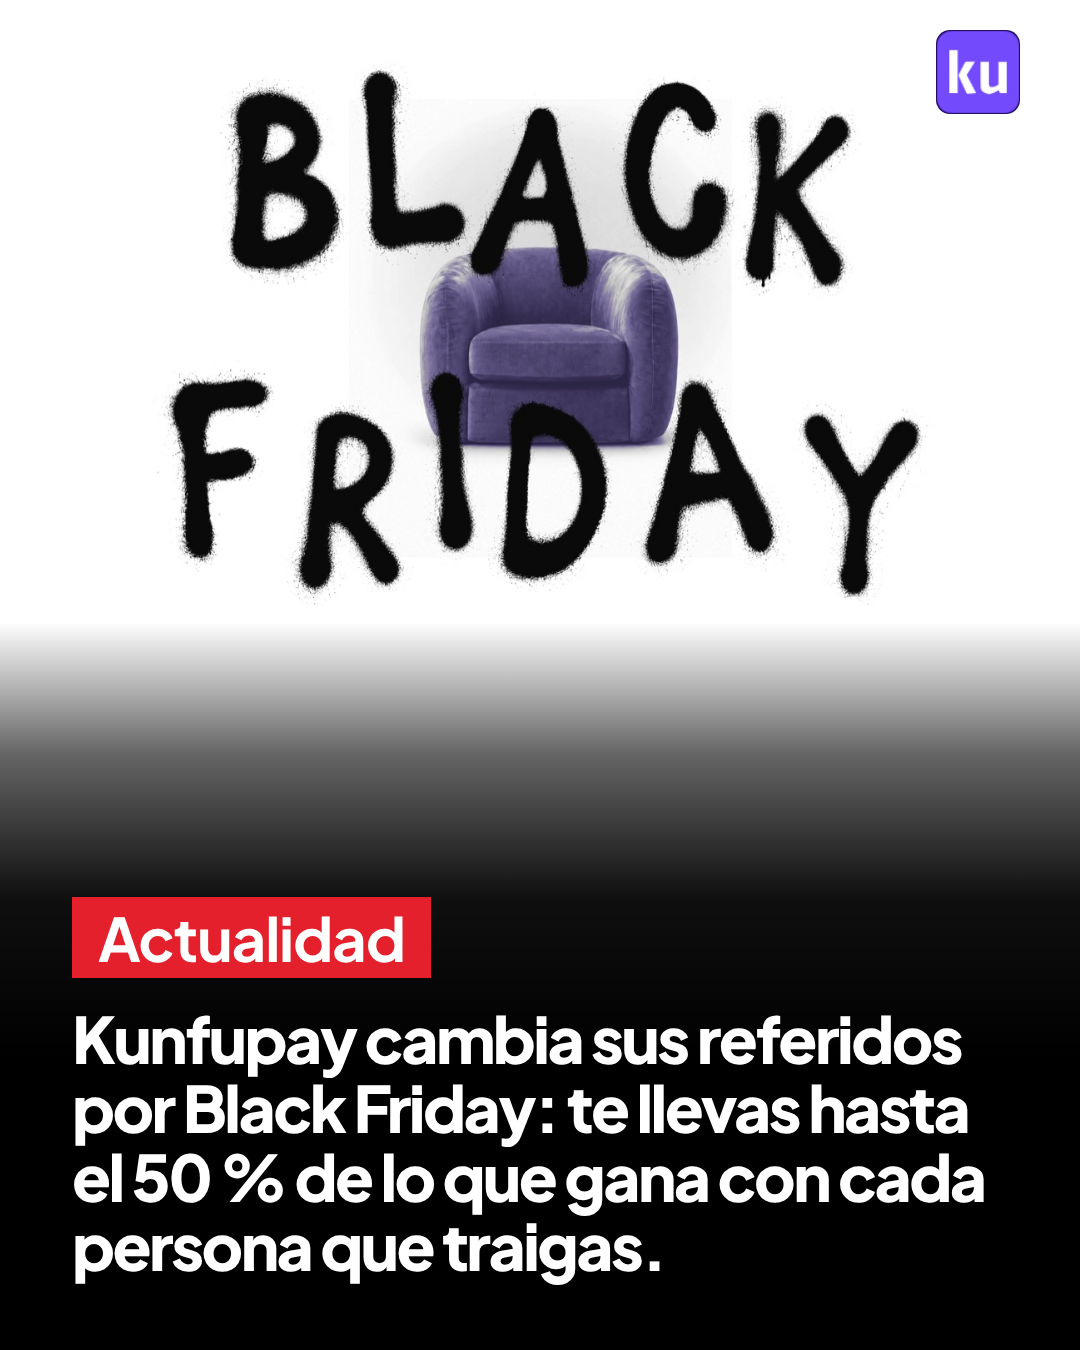 ku
BLACK
FRIDAY
Actualidad
Kunfupay cambia sus referidos
por Black Friday: te llevas hasta
el 50 % de lo que gana con cada
persona que traigas.